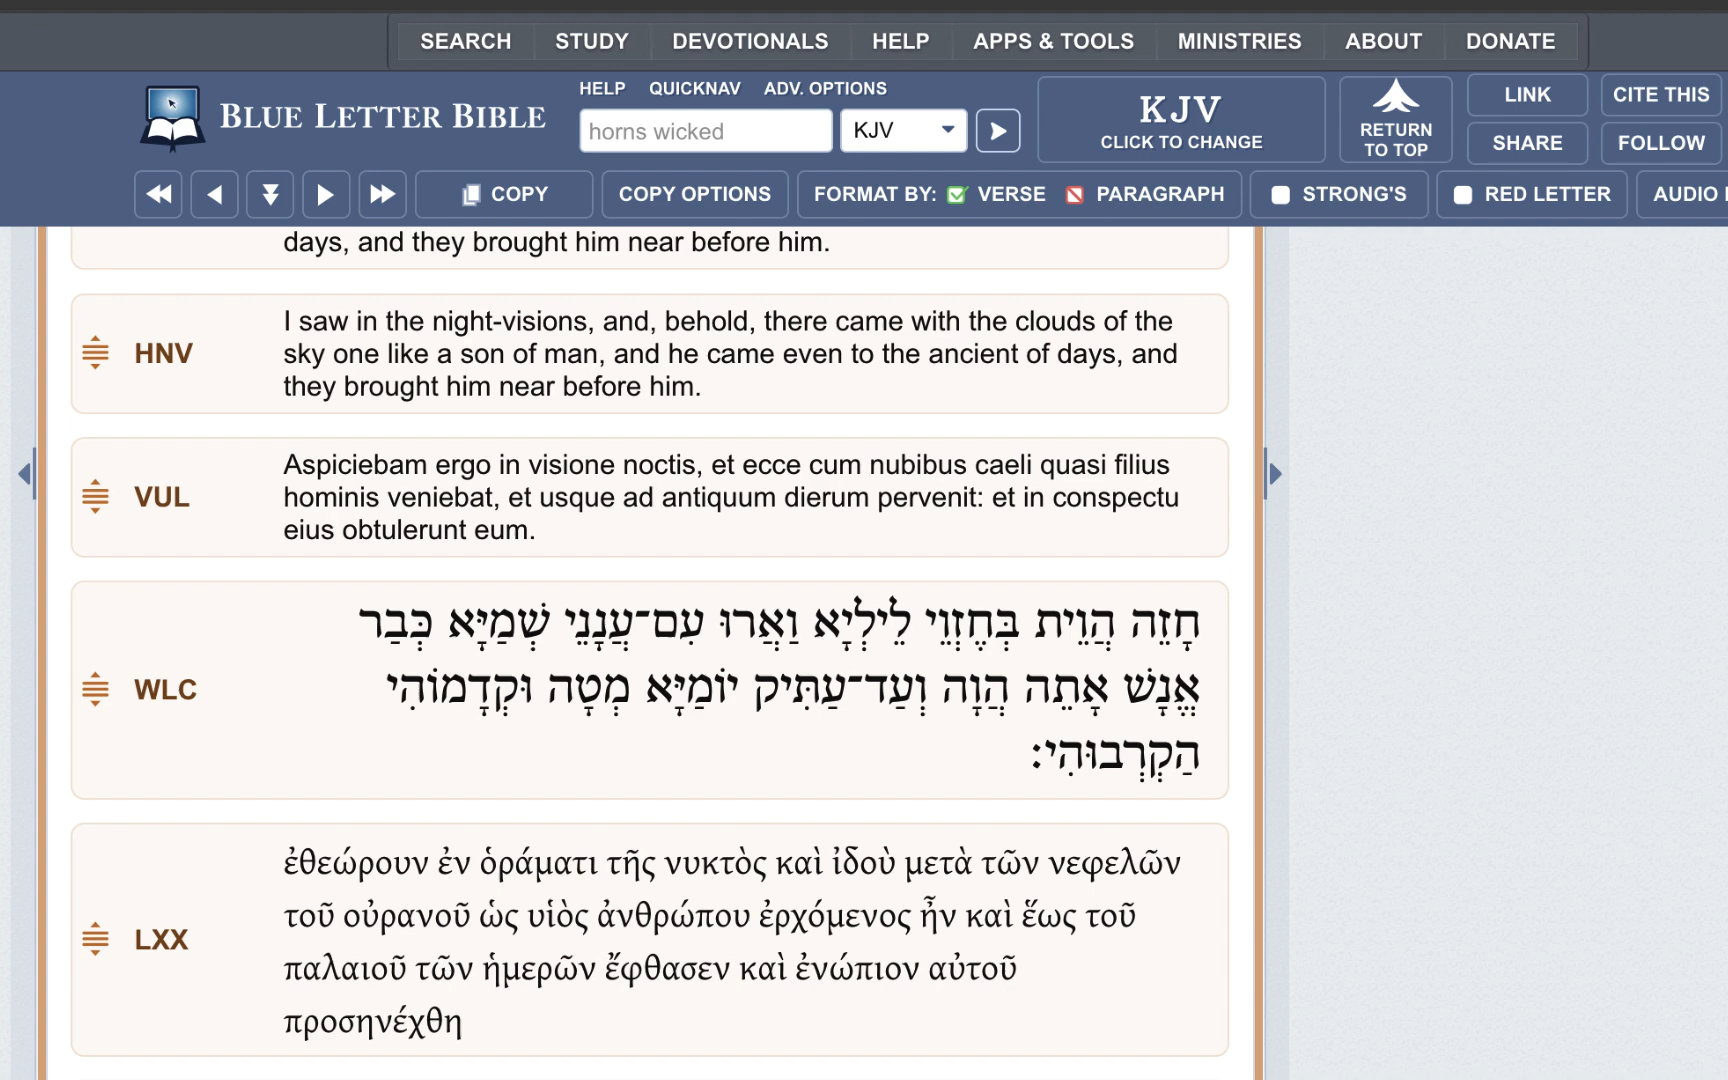 SEARCH STUDY DEVOTIONALS HELP APPS & TOOLS MINISTRIES ABOUT DONATE
BLUE LETTER BIBLE
HELP QUICKNAV ADV. OPTIONS
horns wicked KJV
KJV
CLICK TO CHANGE
RETURN
TO TOP
LINK CITE THIS
SHARE FOLLOW
COPY COPY OPTIONS FORMAT BY: VERSE PARAGRAPH STRONG'S RED LETTER AUDIO
days, and they brought him near before him.
HNV
I saw in the night-visions, and, behold, there came with the clouds of the
sky one like a son of man, and he came even to the ancient of days, and
they brought him near before him.
VUL
Aspiciebam ergo in visione noctis, et ecce cum nubibus caeli quasi filius
hominis veniebat, et usque ad antiquum dierum pervenit: et in conspectu
eius obtulerunt eum.
WLC
חָזֵה הֲוֵית בְּחֶזְוֵי לֵילְיָא וַאֲרוּ עִם־עֲנָנֵי שְׁמַיָּא כְּבַר
אֱנָשׁ אָתֵה הֲוָה וְעַד־עַתִּיק יוֹמַיָּא מְטָה וּקְדָמוֹהִי
הַקְרְבוּהִי׃
LXX
ἐθεώρουν ἐν ὁράματι τῆς νυκτὸς καὶ ἰδοὺ μετὰ τῶν νεφελῶν
τοῦ οὐρανοῦ ὡς υἱὸς ἀνθρώπου ἐρχόμενος ἦν καὶ ἕως τοῦ
παλαιοῦ τῶν ἡμερῶν ἔφθασεν καὶ ἐνώπιον αὐτοῦ
προσηνέχθη